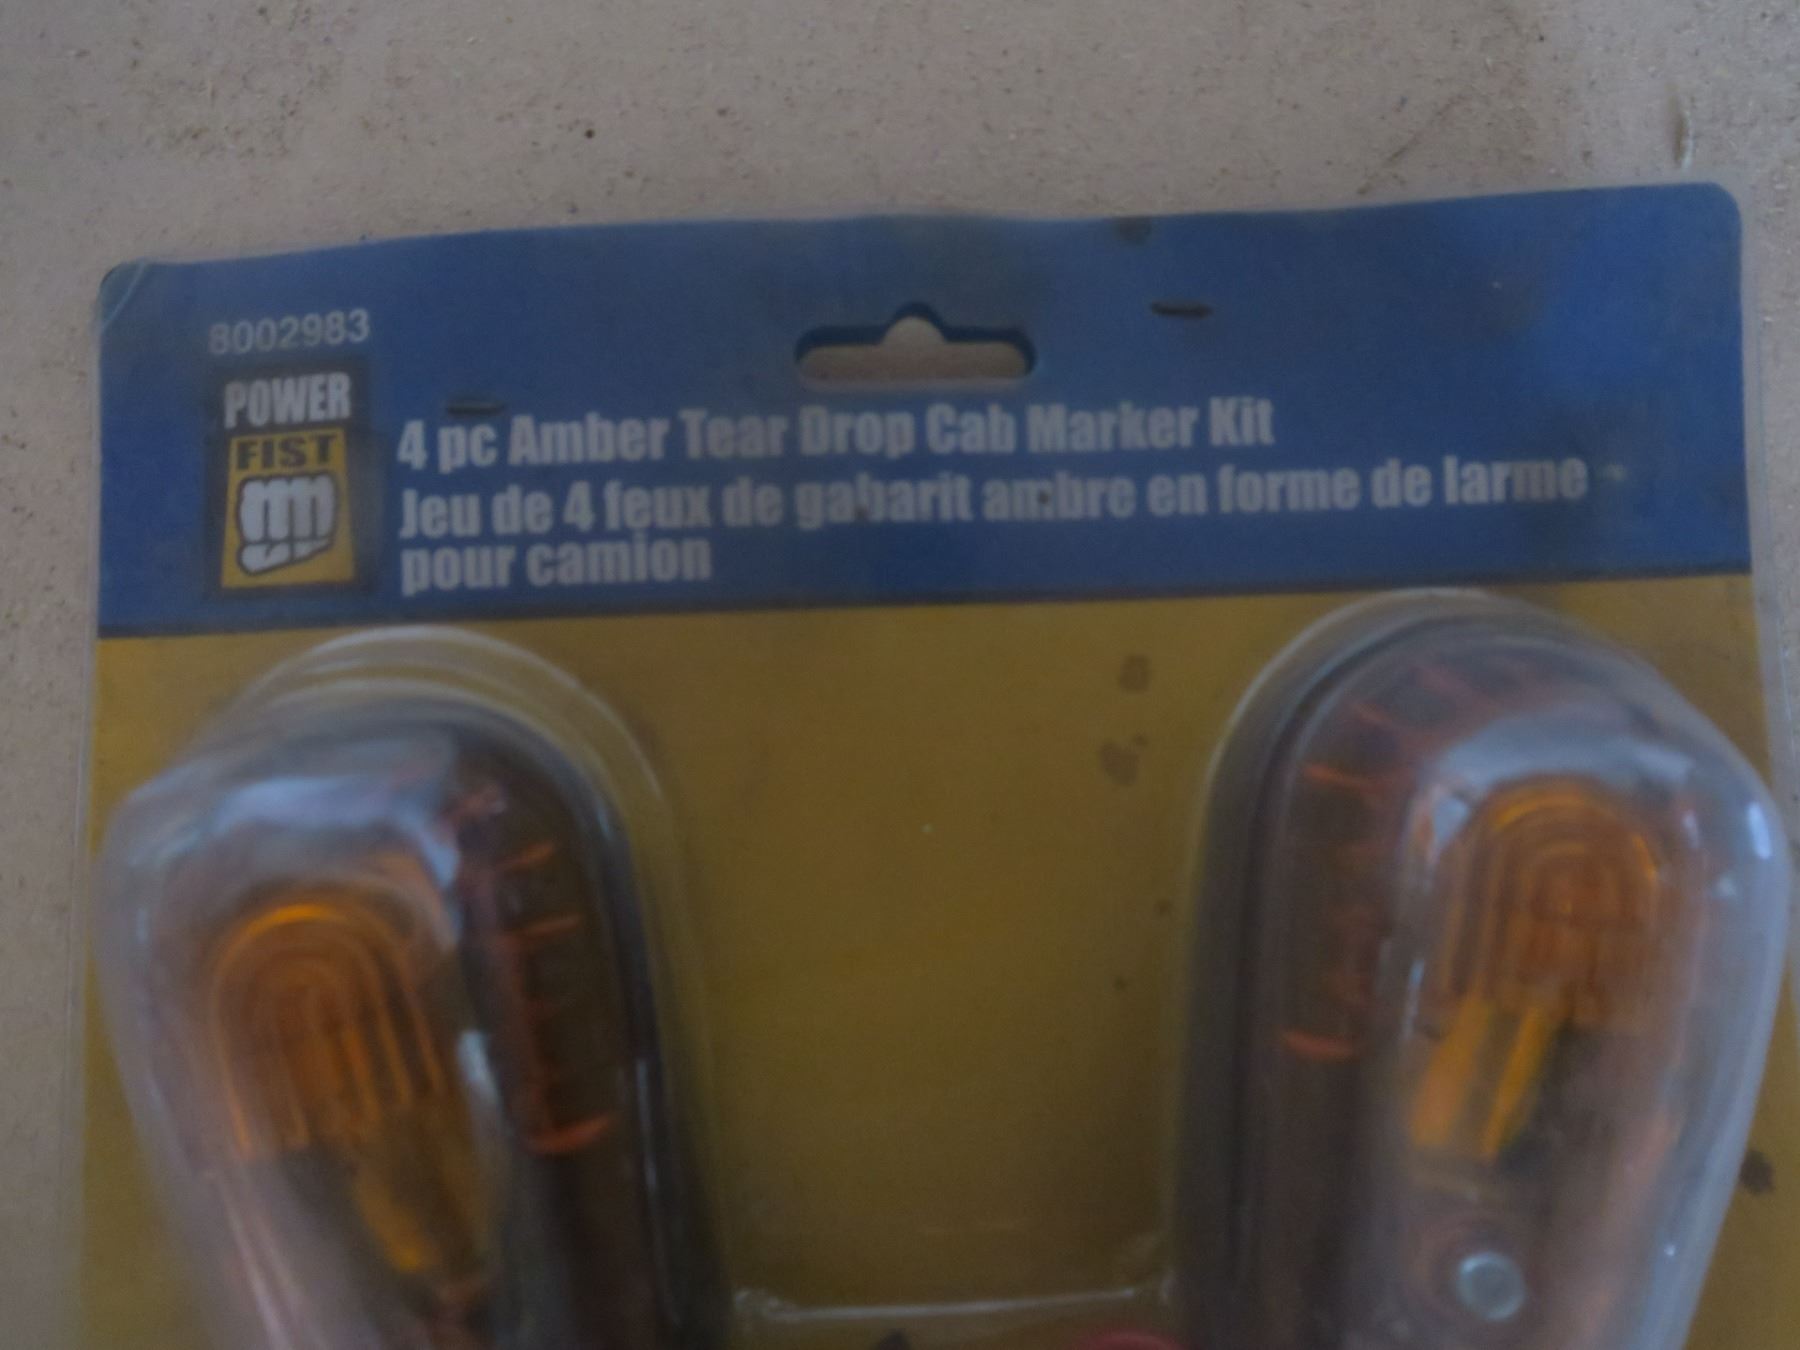 8002983
POWER
FIST
4 pc Amber Tear Drop Cab Marker Kit
Jeu de 4 feux de gabarit ambre en forme de larme
pour camion